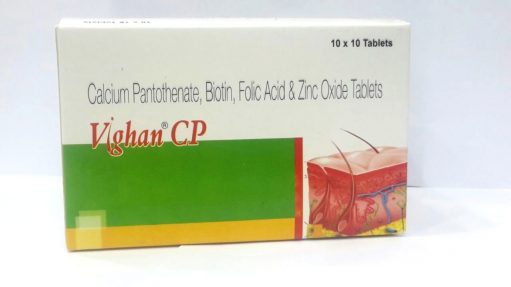 10 x 10 Tablets
Calcium Pantothenate, Biotin, Folic Acid & Zinc Oxide Tablets
Vighan® CP